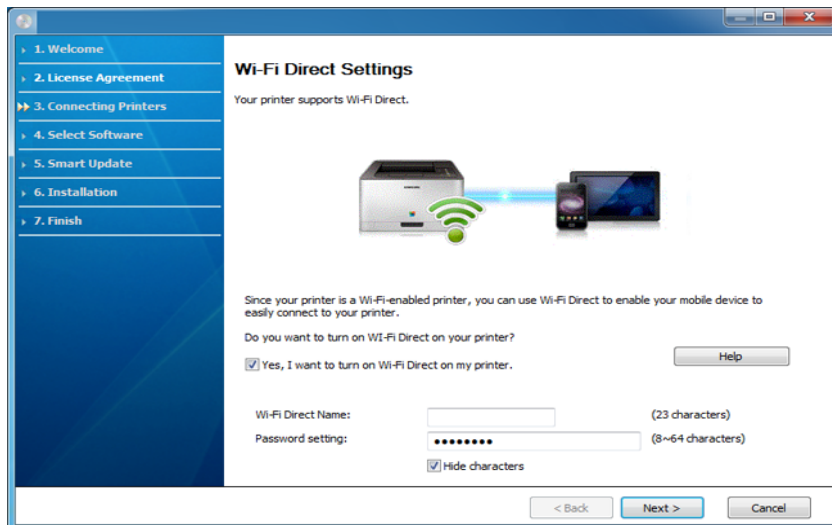 1. Welcome
2. License Agreement
3. Connecting Printers
4. Select Software
5. Smart Update
6. Installation
7. Finish
Wi-Fi Direct Settings
Your printer supports Wi-Fi Direct.
SAMSUNG
Since your printer is a Wi-Fi-enabled printer, you can use Wi-Fi Direct to enable your mobile device to
easily connect to your printer.
Do you want to turn on WI-Fi Direct on your printer?
Yes, I want to turn on Wi-Fi Direct on my printer.
Help
Wi-Fi Direct Name: (23 characters)
Password setting: ●●●●●●●● (8~64 characters)
Hide characters
< Back Next > Cancel